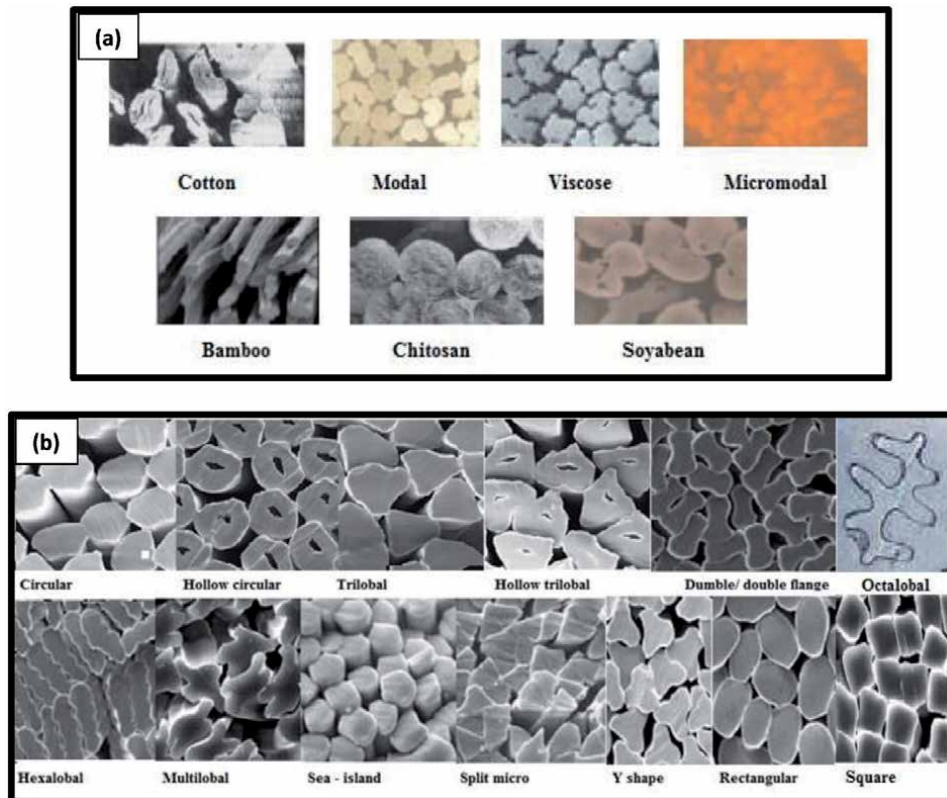 (a)
Cotton Modal Viscose Micromodal
Bamboo Chitosan Soyabean
(b)
Circular Hollow circular Trilobal Hollow trilobal Dumble/ double flange Octalobal
Hexalobal Multilobal Sea - island Split micro Y shape Rectangular Square